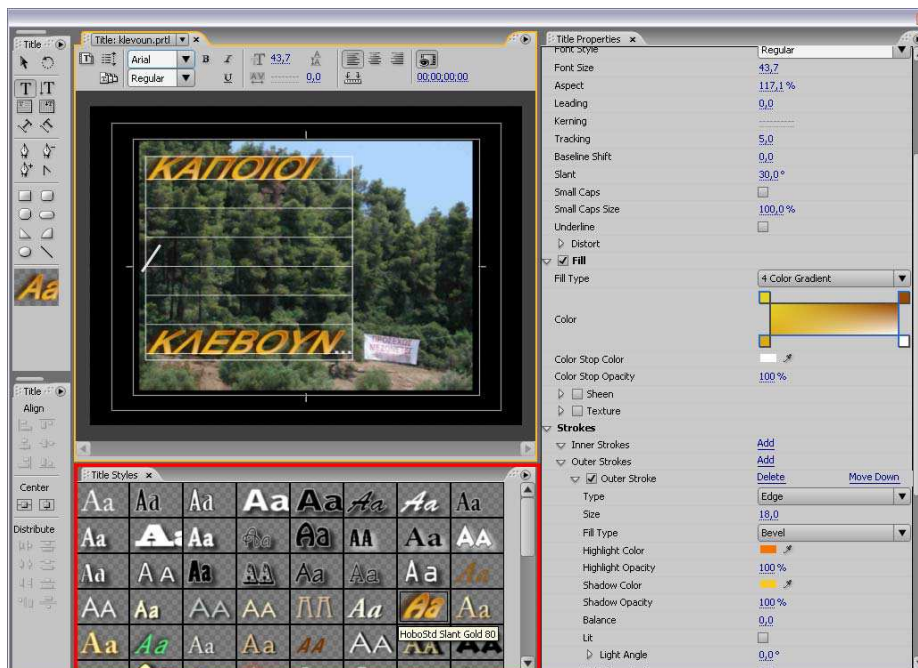 Title
Title: klevoun.prtl
Arial
B
I
T
43,7
Regular
U
AV
0,0
00;00;00;00
ΚΑΠΟΙΟΙ
ΚΛΕΒΟΥΝ...
Aa
Title
Align
Center
Distribute
Title Styles
HoboStd Slant Gold 80
Title Properties
Font Style Regular
Font Size 43,7
Aspect 117,1 %
Leading 0,0
Kerning
Tracking 5,0
Baseline Shift 0,0
Slant 30,0 °
Small Caps
Small Caps Size 100,0 %
Underline
Distort
Fill
Fill Type 4 Color Gradient
Color
Color Stop Color
Color Stop Opacity 100 %
Sheen
Texture
Strokes
Inner Strokes Add
Outer Strokes Add
Outer Stroke Delete Move Down
Type Edge
Size 18,0
Fill Type Bevel
Highlight Color
Highlight Opacity 100 %
Shadow Color
Shadow Opacity 100 %
Balance 0,0
Lit
Light Angle 0,0 °